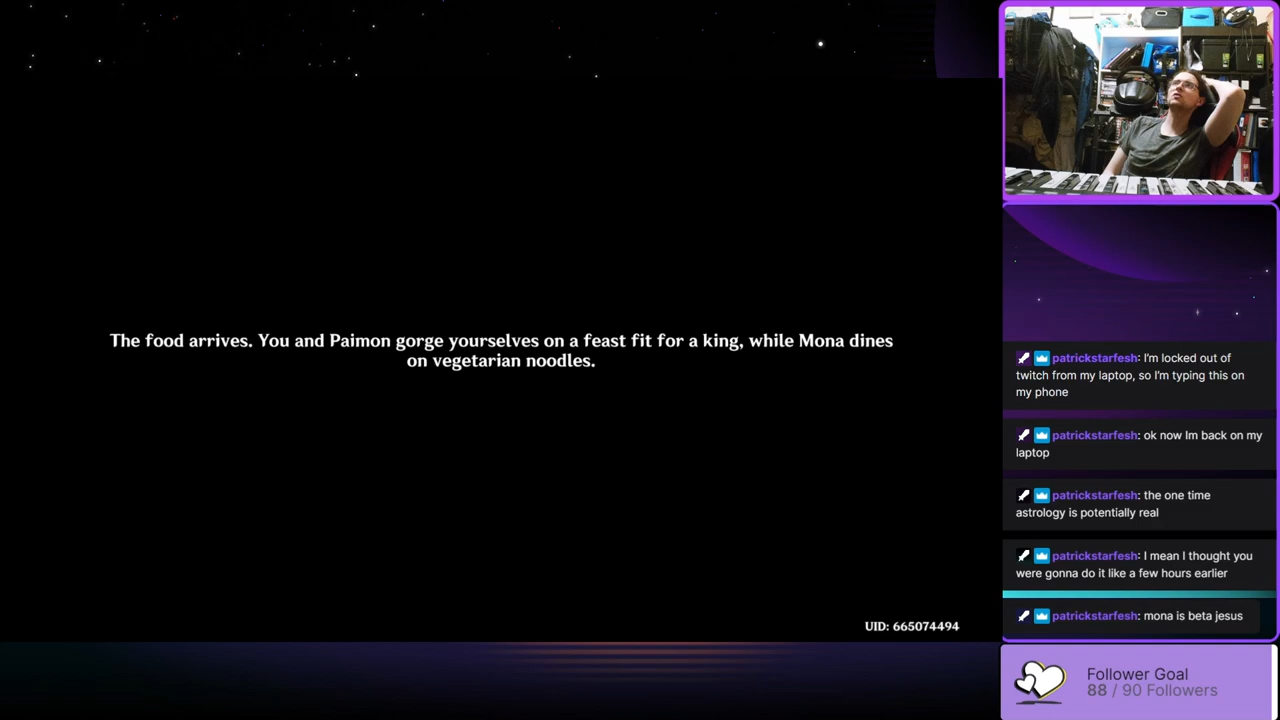 The food arrives. You and Paimon gorge yourselves on a feast fit for a king, while Mona dines
on vegetarian noodles.
UID: 665074494
patrickstarfesh: I'm locked out of
twitch from my laptop, so I'm typing this on
my phone
patrickstarfesh: ok now Im back on my
laptop
patrickstarfesh: the one time
astrology is potentially real
patrickstarfesh: I mean I thought you
were gonna do it like a few hours earlier
patrickstarfesh: mona is beta jesus
Follower Goal
88 / 90 Followers